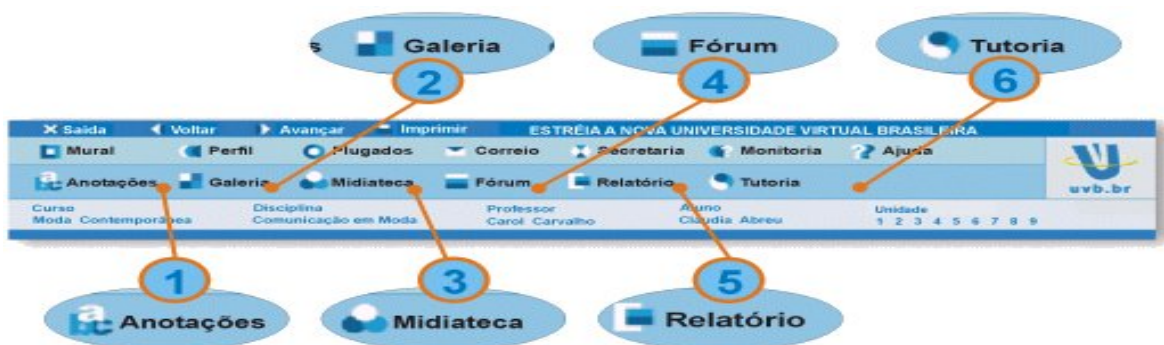 Galeria Fórum Tutoria
2 4 6
Saída Voltar Avançar Imprimir ESTRÉIA A NOVA UNIVERSIDADE VIRTUAL BRASILEIRA
Mural Perfil Plugados Correio Secretaria Monitoria Ajuda
Anotações Galeria Midiateca Fórum Relatório Tutoria
uvb.br
Curso Disciplina Professor Aluno Unidade
Moda Contemporânea Comunicação em Moda Carol Carvalho Claudia Abreu 1 2 3 4 5 6 7 8 9
1 3 5
abc Anotações Midiateca Relatório